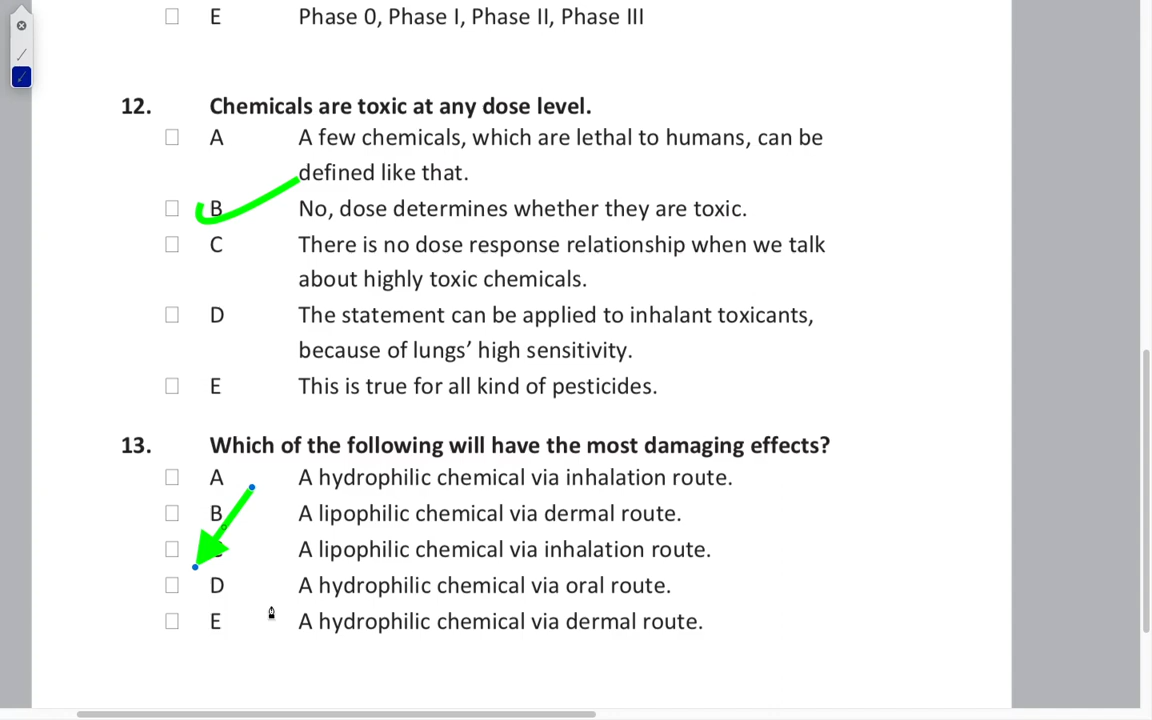 E Phase 0, Phase I, Phase II, Phase III
12. Chemicals are toxic at any dose level.
A A few chemicals, which are lethal to humans, can be
defined like that.
B No, dose determines whether they are toxic.
C There is no dose response relationship when we talk
about highly toxic chemicals.
D The statement can be applied to inhalant toxicants,
because of lungs’ high sensitivity.
E This is true for all kind of pesticides.
13. Which of the following will have the most damaging effects?
A A hydrophilic chemical via inhalation route.
B A lipophilic chemical via dermal route.
A lipophilic chemical via inhalation route.
D A hydrophilic chemical via oral route.
E A hydrophilic chemical via dermal route.